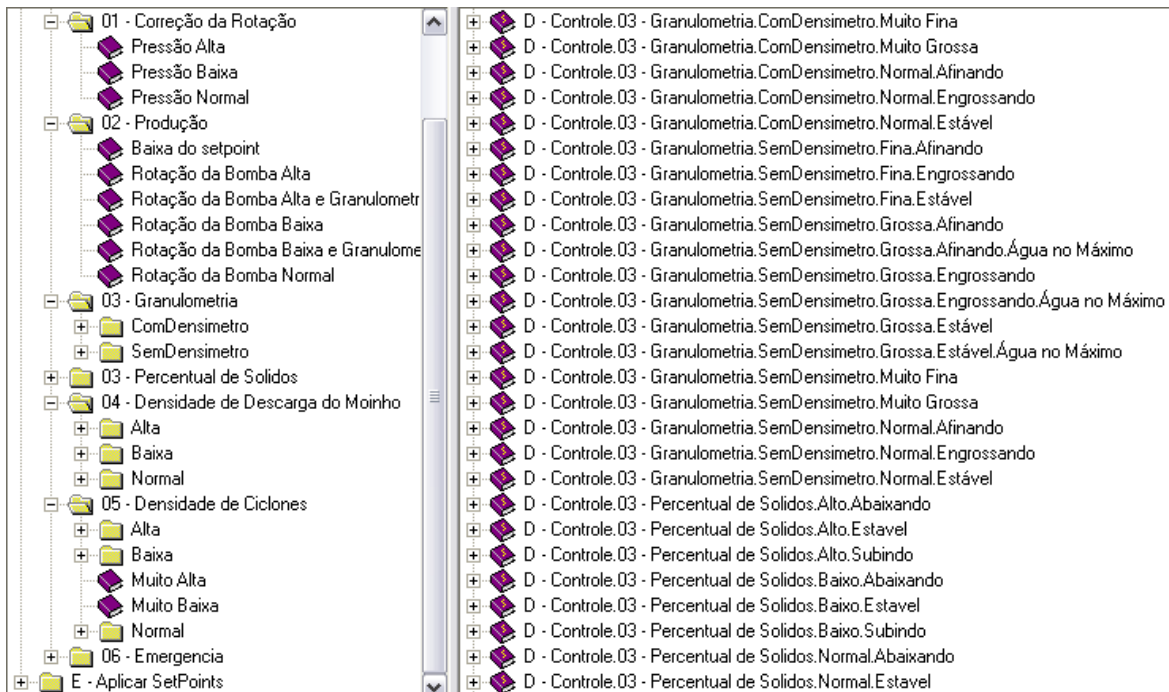 01 - Correção da Rotação
Pressão Alta
Pressão Baixa
Pressão Normal
02 - Produção
Baixa do setpoint
Rotação da Bomba Alta
Rotação da Bomba Alta e Granulometr
Rotação da Bomba Baixa
Rotação da Bomba Baixa e Granulome
Rotação da Bomba Normal
03 - Granulometria
ComDensimetro
SemDensimetro
03 - Percentual de Solidos
04 - Densidade de Descarga do Moinho
Alta
Baixa
Normal
05 - Densidade de Ciclones
Alta
Baixa
Muito Alta
Muito Baixa
Normal
06 - Emergencia
E - Aplicar SetPoints
D - Controle.03 - Granulometria.ComDensimetro.Muito Fina
D - Controle.03 - Granulometria.ComDensimetro.Muito Grossa
D - Controle.03 - Granulometria.ComDensimetro.Normal.Afinando
D - Controle.03 - Granulometria.ComDensimetro.Normal.Engrossando
D - Controle.03 - Granulometria.ComDensimetro.Normal.Estável
D - Controle.03 - Granulometria.SemDensimetro.Fina.Afinando
D - Controle.03 - Granulometria.SemDensimetro.Fina.Engrossando
D - Controle.03 - Granulometria.SemDensimetro.Fina.Estável
D - Controle.03 - Granulometria.SemDensimetro.Grossa.Afinando
D - Controle.03 - Granulometria.SemDensimetro.Grossa.Afinando.Água no Máximo
D - Controle.03 - Granulometria.SemDensimetro.Grossa.Engrossando
D - Controle.03 - Granulometria.SemDensimetro.Grossa.Engrossando.Água no Máximo
D - Controle.03 - Granulometria.SemDensimetro.Grossa.Estável
D - Controle.03 - Granulometria.SemDensimetro.Grossa.Estável.Água no Máximo
D - Controle.03 - Granulometria.SemDensimetro.Muito Fina
D - Controle.03 - Granulometria.SemDensimetro.Muito Grossa
D - Controle.03 - Granulometria.SemDensimetro.Normal.Afinando
D - Controle.03 - Granulometria.SemDensimetro.Normal.Engrossando
D - Controle.03 - Granulometria.SemDensimetro.Normal.Estável
D - Controle.03 - Percentual de Solidos.Alto.Abaixando
D - Controle.03 - Percentual de Solidos.Alto.Estavel
D - Controle.03 - Percentual de Solidos.Alto.Subindo
D - Controle.03 - Percentual de Solidos.Baixo.Abaixando
D - Controle.03 - Percentual de Solidos.Baixo.Estavel
D - Controle.03 - Percentual de Solidos.Baixo.Subindo
D - Controle.03 - Percentual de Solidos.Normal.Abaixando
D - Controle.03 - Percentual de Solidos.Normal.Estavel